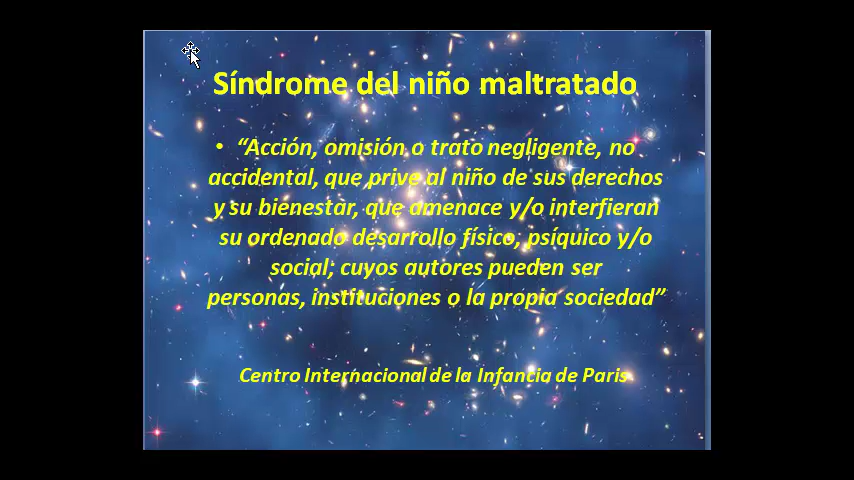 Síndrome del niño maltratado
• “Acción, omisión o trato negligente, no
accidental, que prive al niño de sus derechos
y su bienestar, que amenace y/o interfieran
su ordenado desarrollo físico, psíquico y/o
social; cuyos autores pueden ser
personas, instituciones o la propia sociedad”
Centro Internacional de la Infancia de Paris